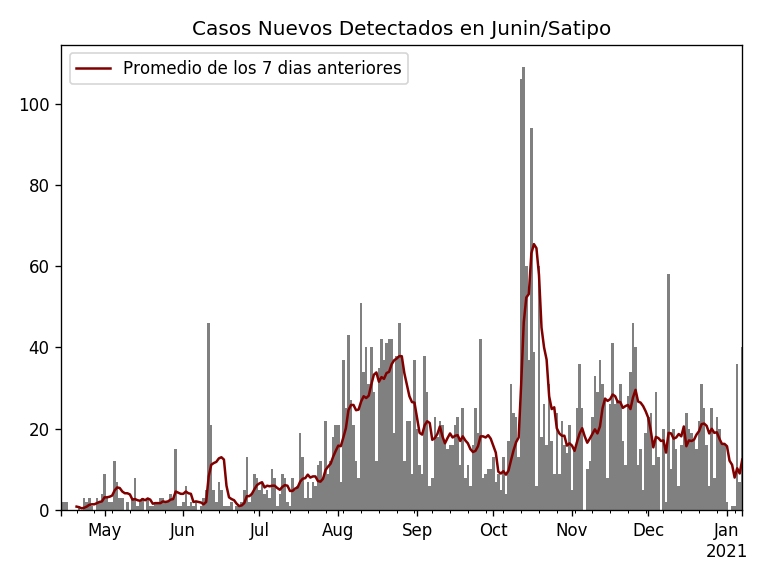 Casos Nuevos Detectados en Junin/Satipo
Promedio de los 7 dias anteriores
100
80
60
40
20
0
May Jun Jul Aug Sep Oct Nov Dec Jan
2021